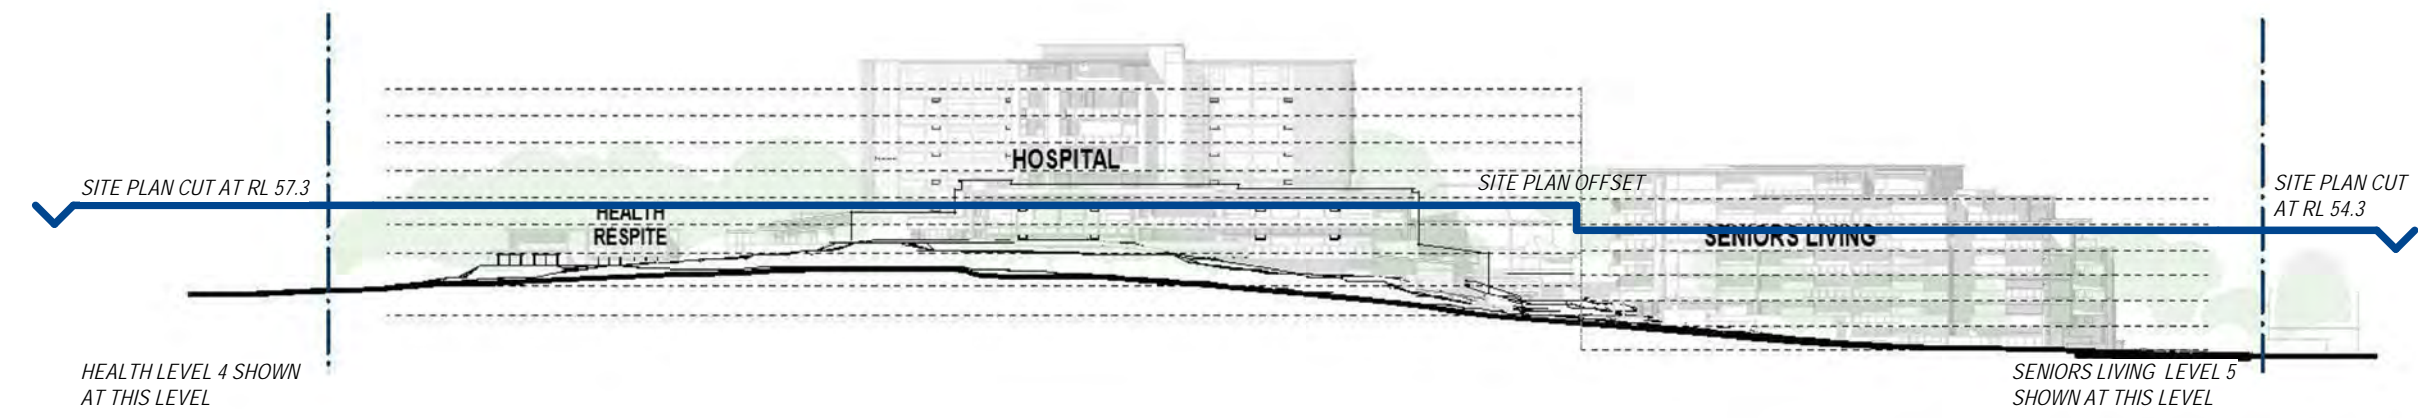 HOSPITAL
SITE PLAN CUT AT RL 57.3
SITE PLAN OFFSET
SITE PLAN CUT
AT RL 54.3
HEALTH
RESPITE
SENIORS LIVING
HEALTH LEVEL 4 SHOWN
AT THIS LEVEL
SENIORS LIVING LEVEL 5
SHOWN AT THIS LEVEL